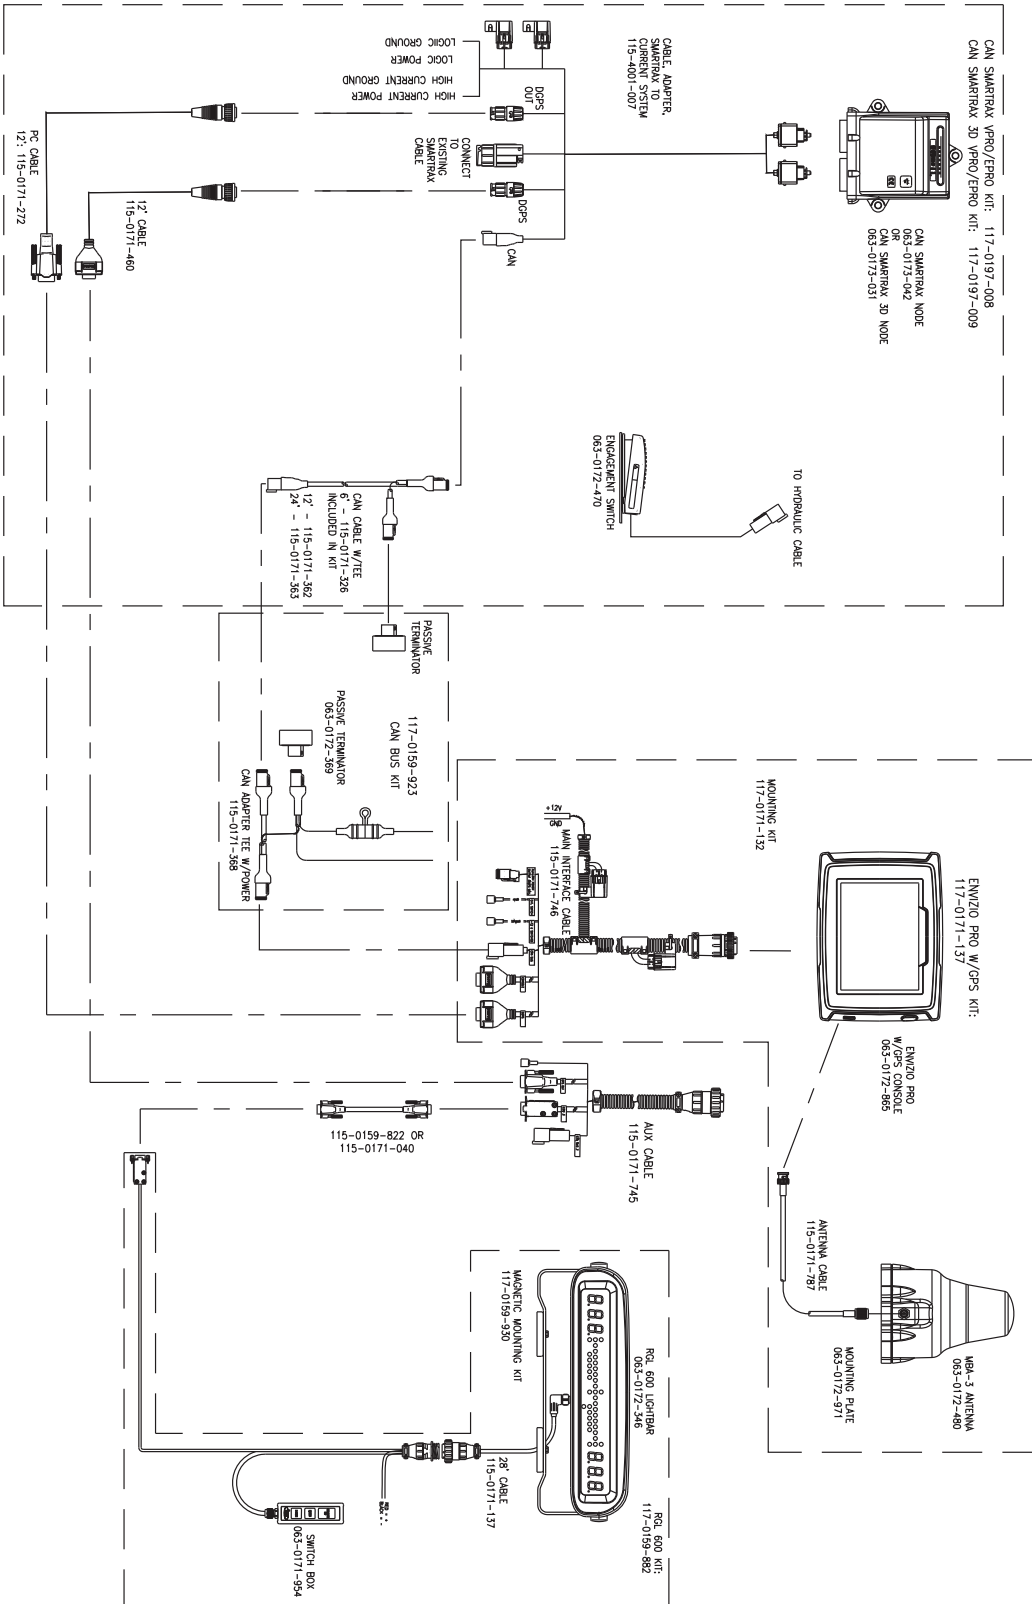 CAN SMARTRAX VPRO/EPRO KIT: 117-0197-008
CAN SMARTRAX 3D VPRO/EPRO KIT: 117-0197-009
CAN SMARTRAX NODE
063-0173-042
OR
CAN SMARTRAX 3D NODE
063-0173-031
CABLE, ADAPTER,
SMARTRAX TO
CURRENT SYSTEM
115-4001-007
LOGIIC GROUND
LOGIC POWER
HIGH CURRENT GROUND
HIGH CURRENT POWER
DGPS
OUT
CONNECT
TO
EXISTING
SMARTRAX
CABLE
DGPS
CAN
PC CABLE
12': 115-0171-272
12' CABLE
115-0171-460
TO HYDRAULIC CABLE
ENGAGEMENT SWITCH
063-0172-470
CAN CABLE W/TEE
6' - 115-0171-326
INCLUDED IN KIT
12' - 115-0171-362
24' - 115-0171-363
PASSIVE
TERMINATOR
117-0159-923
CAN BUS KIT
PASSIVE TERMINATOR
063-0172-369
CAN ADAPTER TEE W/POWER
115-0171-368
MOUNTING KIT
117-0171-132
ENVIZIO PRO W/GPS KIT:
117-0171-137
ENVIZIO PRO
W/GPS CONSOLE
063-0172-865
+12V
GND
MAIN INTERFACE CABLE
115-0171-746
AUX CABLE
115-0171-745
115-0159-822 OR
115-0171-040
ANTENNA CABLE
115-0171-787
MBA-3 ANTENNA
063-0172-480
MOUNTING PLATE
063-0172-971
MAGNETIC MOUNTING KIT
117-0159-930
RGL 600 LIGHTBAR
063-0172-346
RGL 600 KIT:
117-0159-882
28' CABLE
115-0171-137
SWITCH BOX
063-0171-954